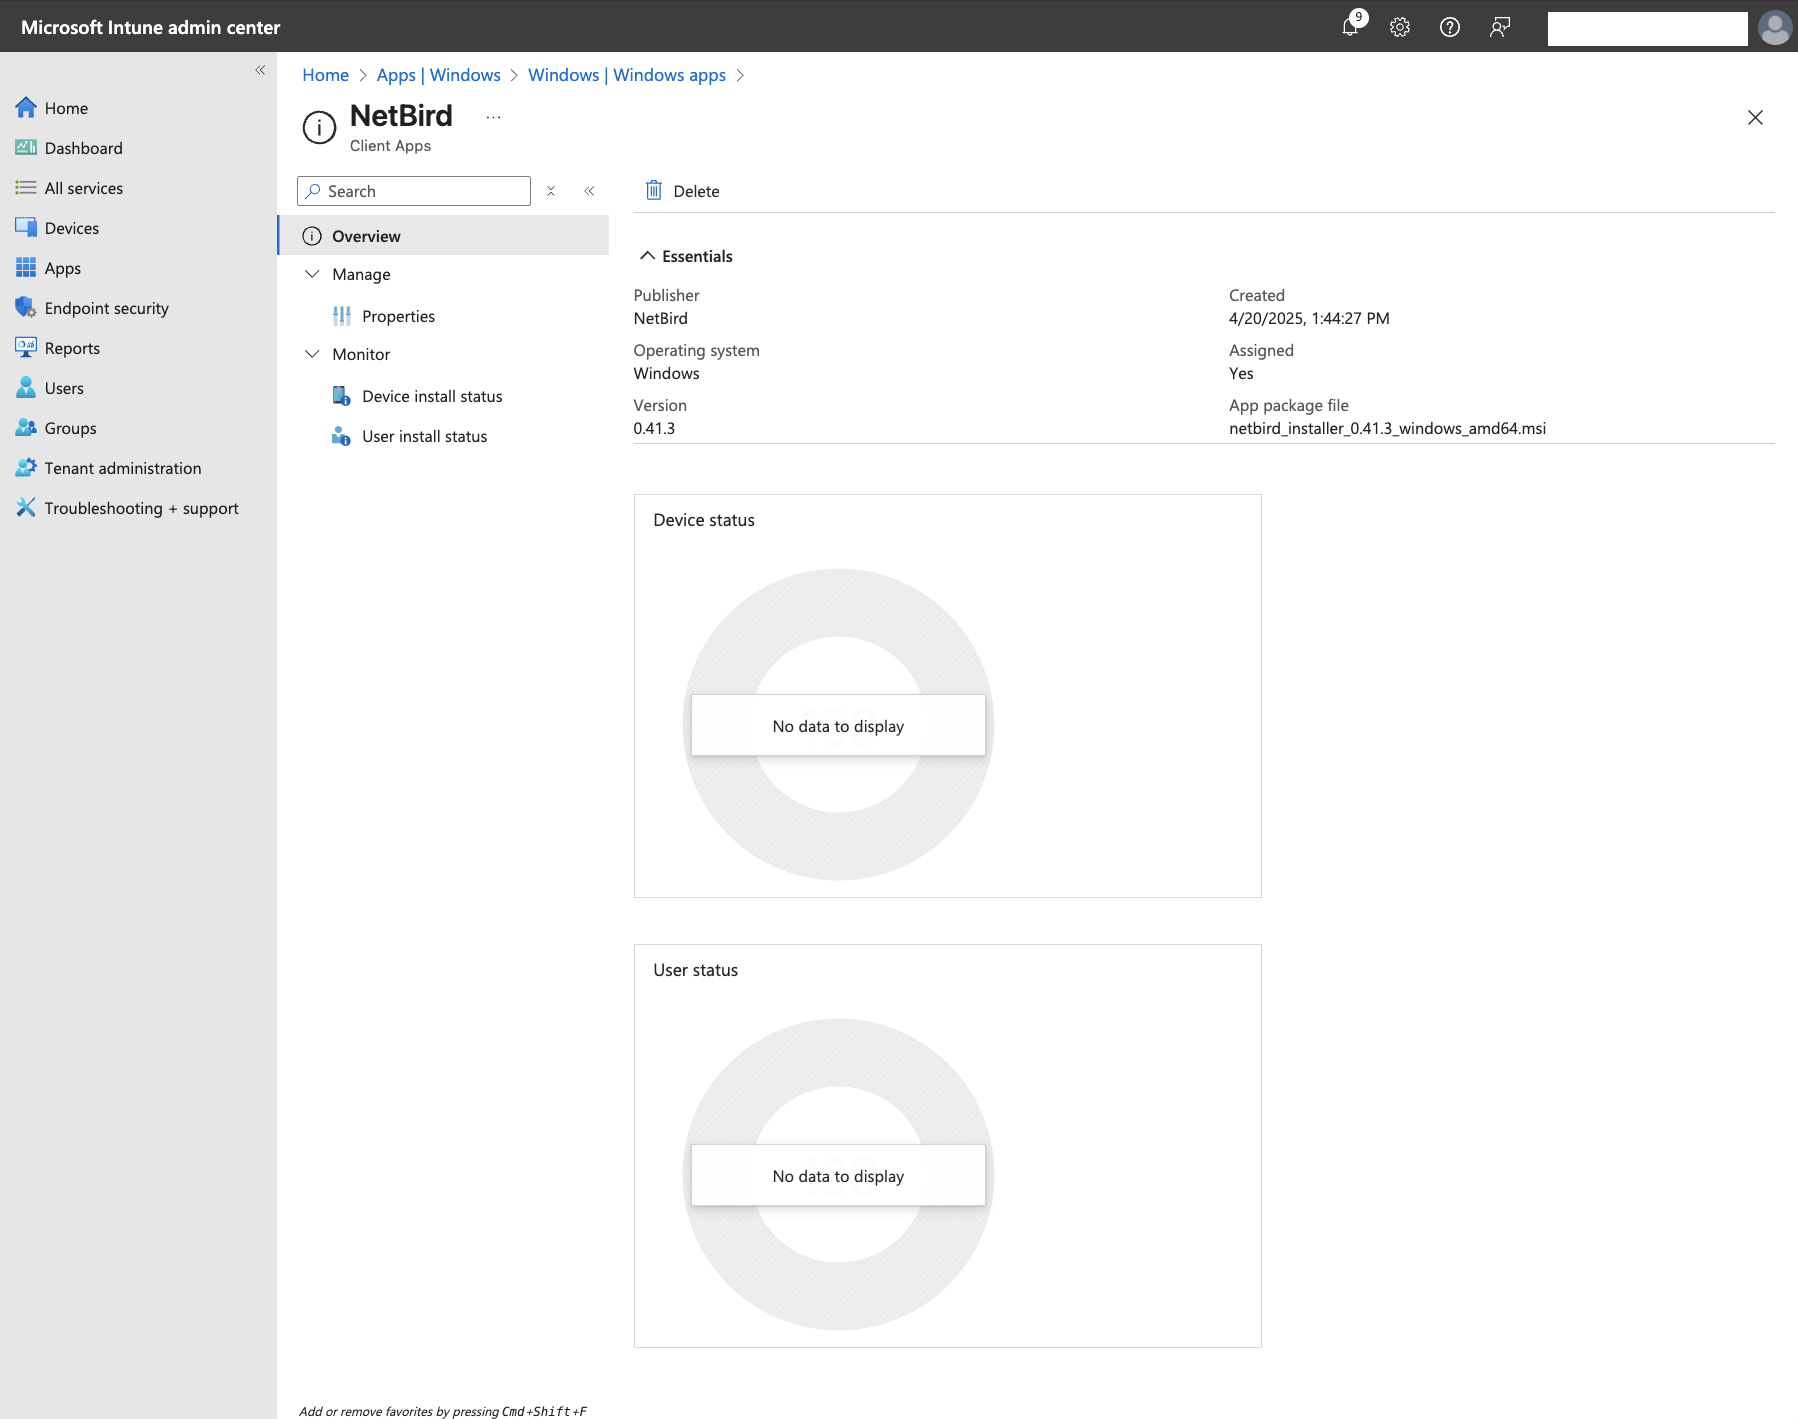 Microsoft Intune admin center
9
Home
Dashboard
All services
Devices
Apps
Endpoint security
Reports
Users
Groups
Tenant administration
Troubleshooting + support
Home > Apps | Windows > Windows | Windows apps >
NetBird ...
Client Apps
Search
Overview
Manage
Properties
Monitor
Device install status
User install status
Delete
Essentials
Publisher
NetBird
Operating system
Windows
Version
0.41.3
Created
4/20/2025, 1:44:27 PM
Assigned
Yes
App package file
netbird_installer_0.41.3_windows_amd64.msi
Device status
No data to display
User status
No data to display
Add or remove favorites by pressing Cmd+Shift+F